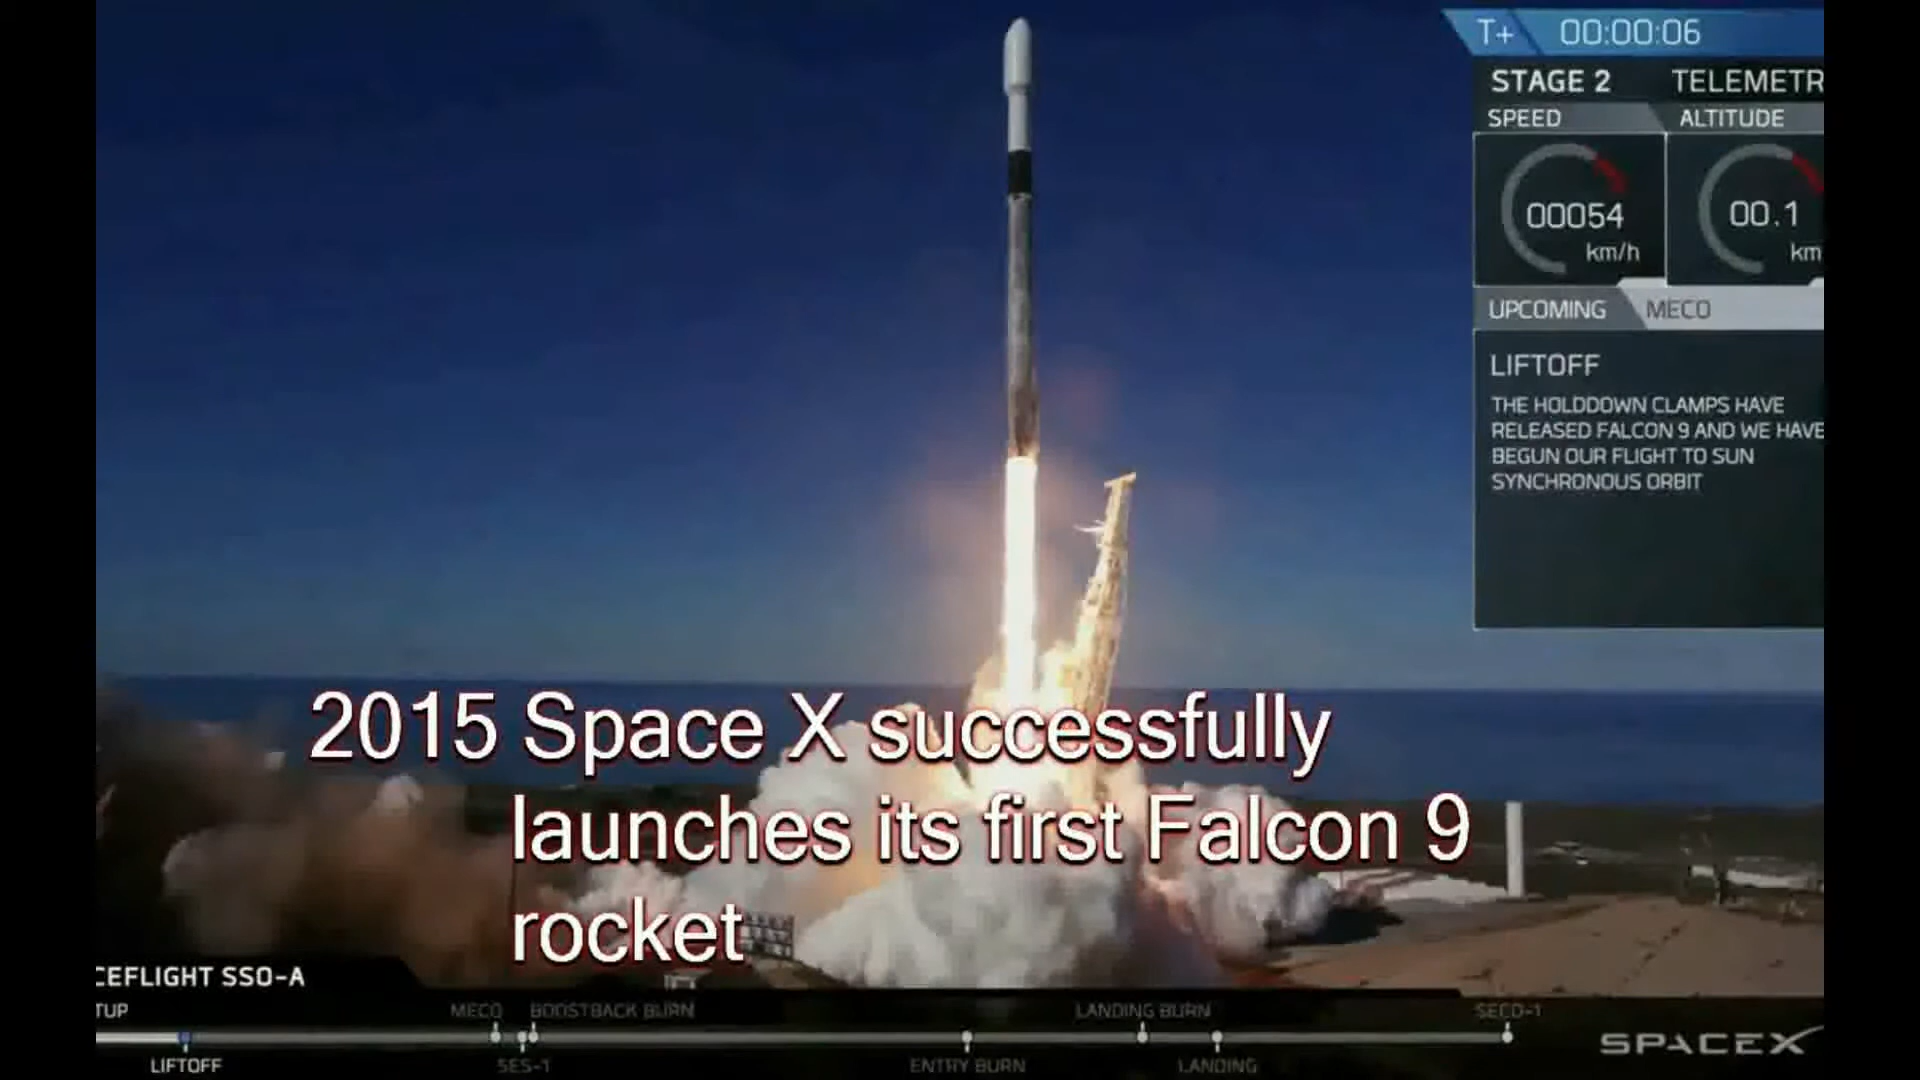 T+ 00:00:06
STAGE 2 TELEMETR
SPEED ALTITUDE
00054 00.1
km/h km
UPCOMING MECO
LIFTOFF
THE HOLDDOWN CLAMPS HAVE
RELEASED FALCON 9 AND WE HAVE
BEGUN OUR FLIGHT TO SUN
SYNCHRONOUS ORBIT
2015 Space X successfully
launches its first Falcon 9
rocket
CEFLIGHT SSO-A
TUP MECO BOOSTBACK BURN LANDING BURN SECO-1
LIFTOFF SES-1 ENTRY BURN LANDING
SPACEX